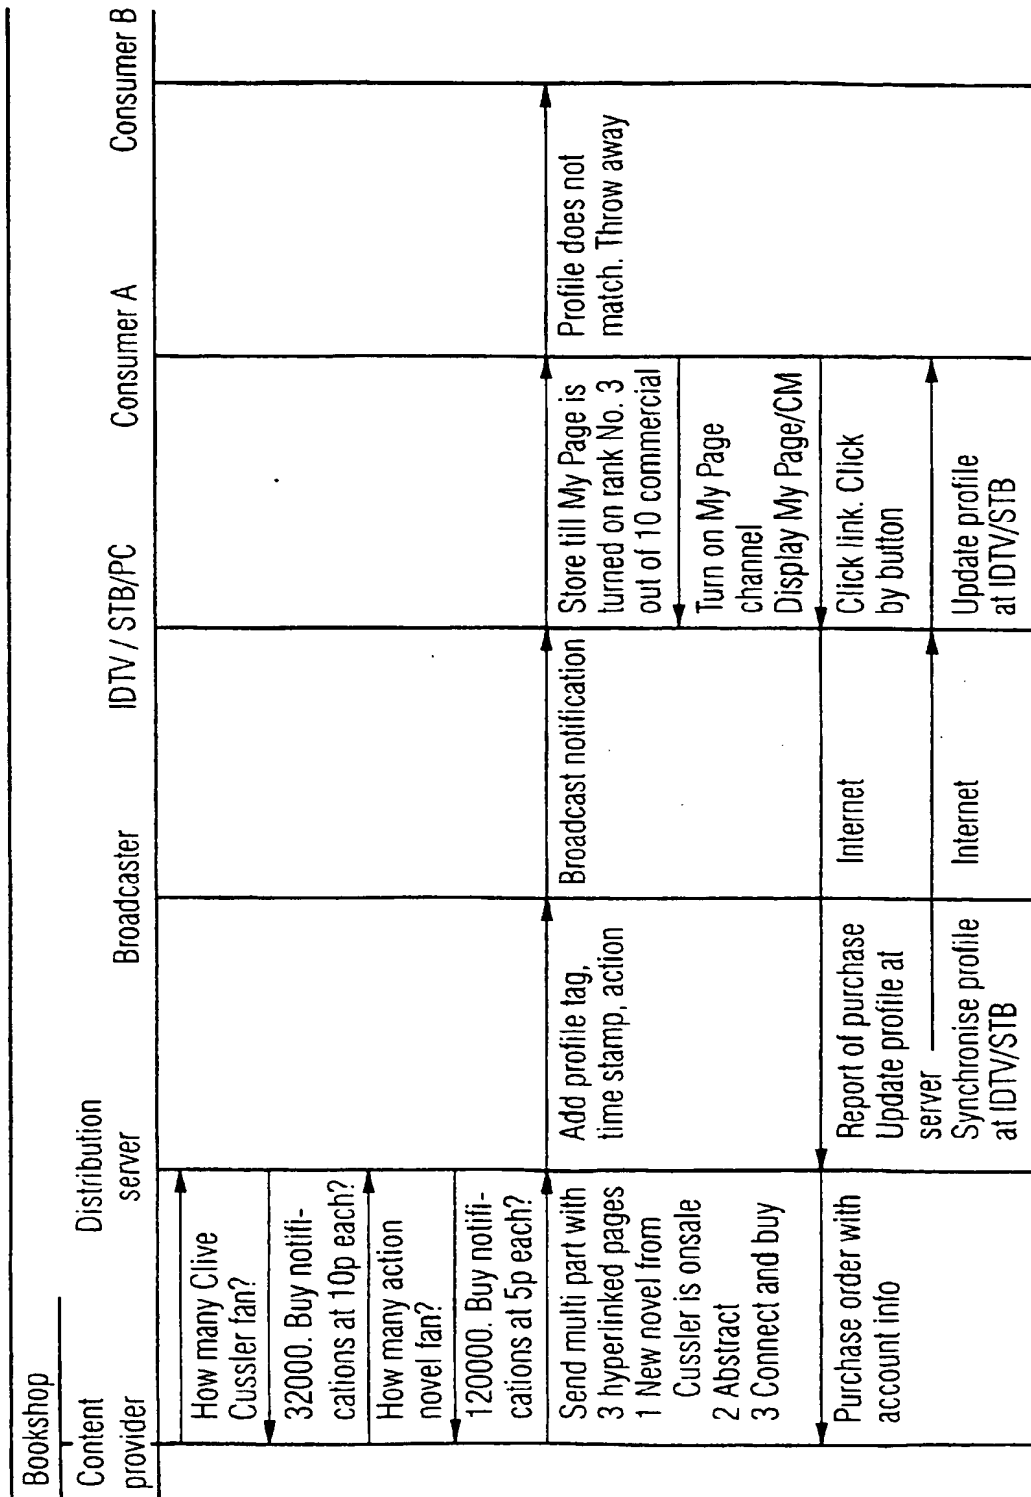 Bookshop
Content
provider
Distribution
server
Broadcaster
IDTV / STB/PC
Consumer A
Consumer B
How many Clive
Cussler fan?
32000. Buy notifi-
cations at 10p each?
How many action
novel fan?
120000. Buy notifi-
cations at 5p each?
Send multi part with
3 hyperlinked pages
1 New novel from
Cussler is onsale
2 Abstract
3 Connect and buy
Add profile tag,
time stamp, action
Broadcast notification
Store till My Page is
turned on rank No. 3
out of 10 commercial
Profile does not
match. Throw away
Turn on My Page
channel
Display My Page/CM
Purchase order with
account info
Report of purchase
Update profile at
server
Synchronise profile
at IDTV/STB
Internet
Internet
Click link. Click
by button
Update profile
at IDTV/STB